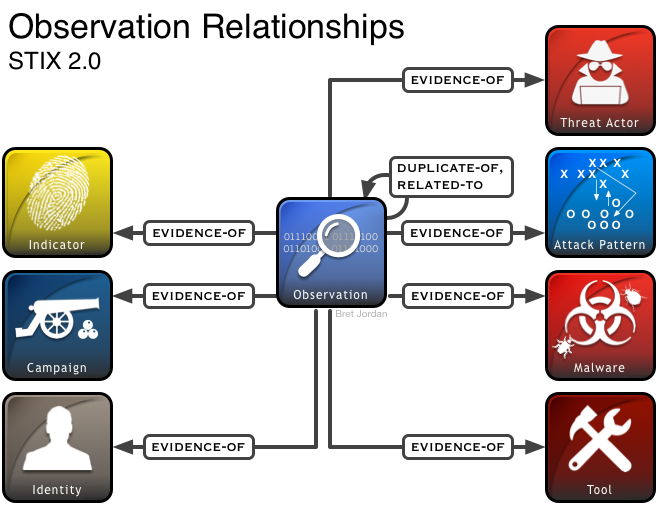 Observation Relationships
STIX 2.0
EVIDENCE-OF
Threat Actor
DUPLICATE-OF,
RELATED-TO
X X X
X X X X
X
O
O O O O
O O O
Indicator
EVIDENCE-OF
Observation
EVIDENCE-OF
Attack Pattern
Campaign
EVIDENCE-OF
EVIDENCE-OF
Malware
Bret Jordan
Identity
EVIDENCE-OF
EVIDENCE-OF
Tool